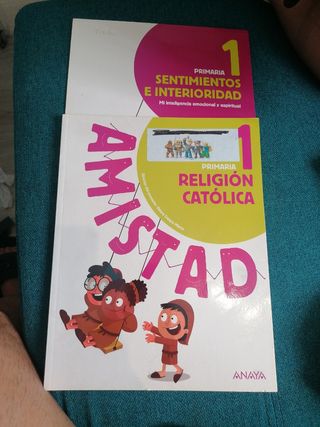 1
PRIMARIA
SENTIMIENTOS
E INTERIORIDAD
Mi inteligencia emocional y espiritual
1
PRIMARIA
RELIGIÓN
CATÓLICA
AMISTAD
ANAYA